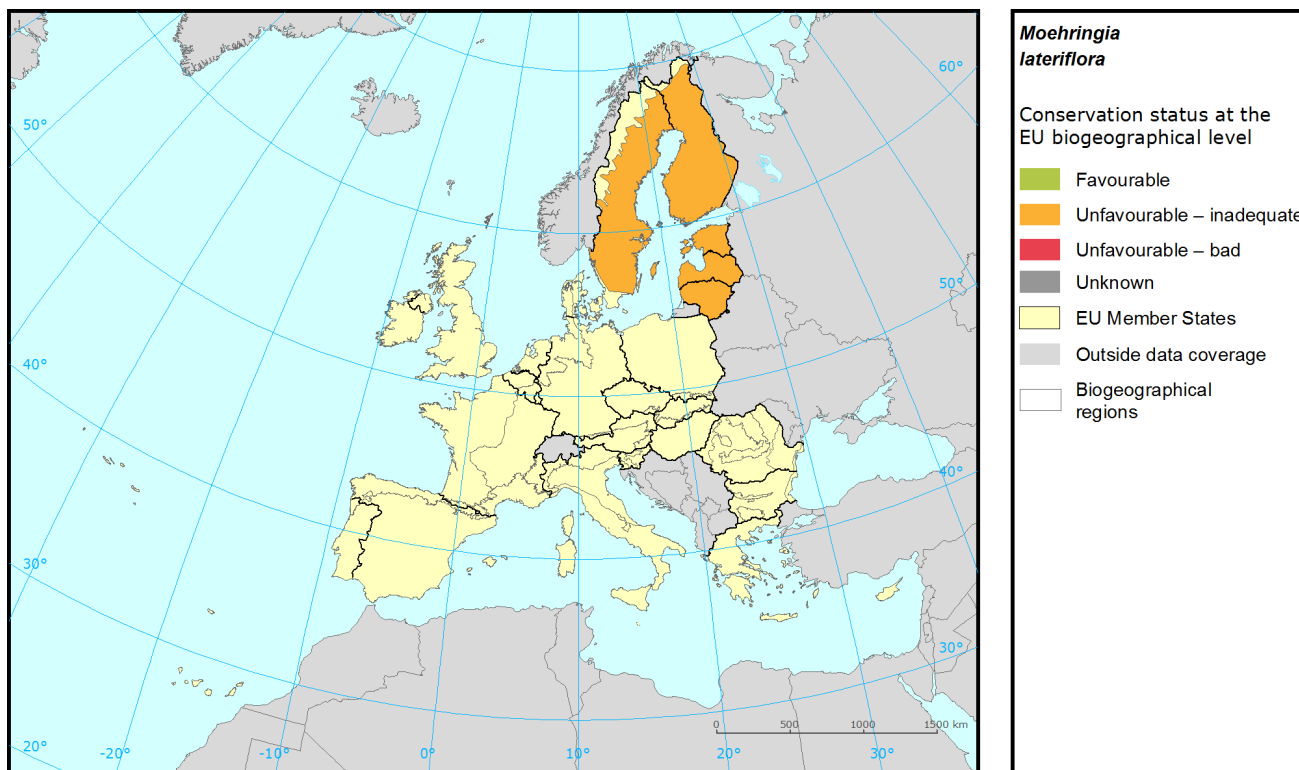 Moehringia
lateriflora
Conservation status at the
EU biogeographical level
Favourable
Unfavourable – inadequate
Unfavourable – bad
Unknown
EU Member States
Outside data coverage
Biogeographical
regions
60°
50°
50°
40°
40°
30°
30°
20°
-20°
-10°
0°
10°
20°
30°
0
500
1000
1500 km